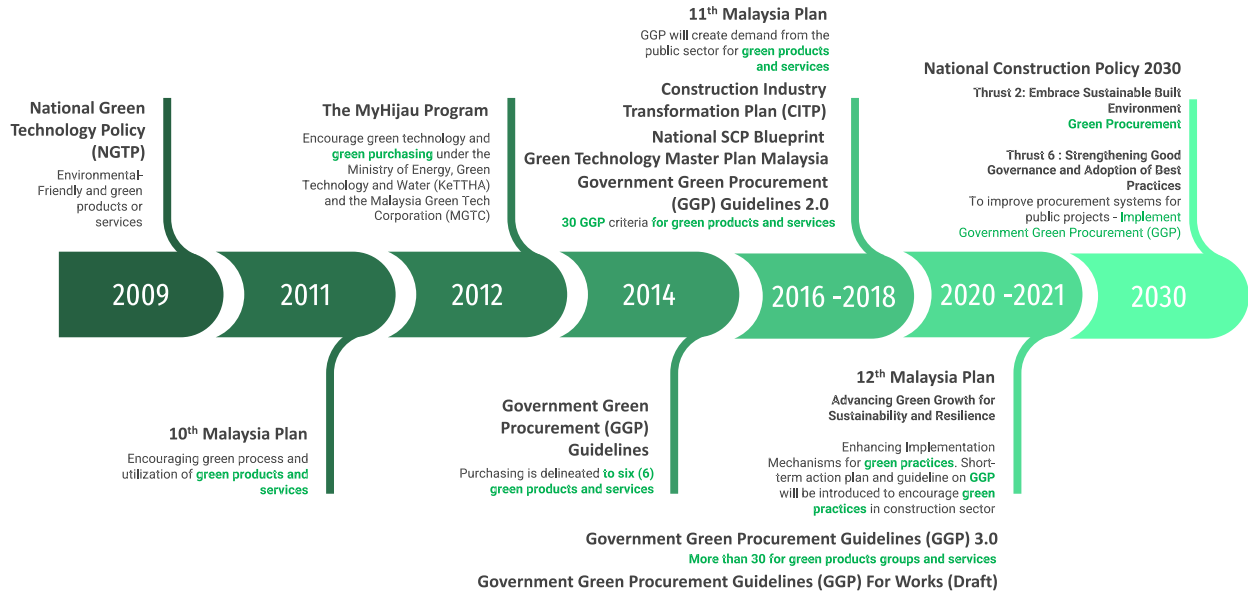 National Green
Technology Policy
(NGTP)
Environmental-
Friendly and green
products or
services
The MyHijau Program
Encourage green technology and
green purchasing under the
Ministry of Energy, Green
Technology and Water (KeTTHA)
and the Malaysia Green Tech
Corporation (MGTC)
11th Malaysia Plan
GGP will create demand from the
public sector for green products
and services
Construction Industry
Transformation Plan (CITP)
National SCP Blueprint
Green Technology Master Plan Malaysia
Government Green Procurement
(GGP) Guidelines 2.0
30 GGP criteria for green products and services
National Construction Policy 2030
Thrust 2: Embrace Sustainable Built
Environment
Green Procurement
Thrust 6 : Strengthening Good
Governance and Adoption of Best
Practices
To improve procurement systems for
public projects - Implement
Government Green Procurement (GGP)
2009
2011
2012
2014
2016 -2018
2020 -2021
2030
10th Malaysia Plan
Encouraging green process and
utilization of green products and
services
Government Green
Procurement (GGP)
Guidelines
Purchasing is delineated to six (6)
green products and services
12th Malaysia Plan
Advancing Green Growth for
Sustainability and Resilience
Enhancing Implementation
Mechanisms for green practices. Short-
term action plan and guideline on GGP
will be introduced to encourage green
practices in construction sector
Government Green Procurement Guidelines (GGP) 3.0
More than 30 for green products groups and services
Government Green Procurement Guidelines (GGP) For Works (Draft)